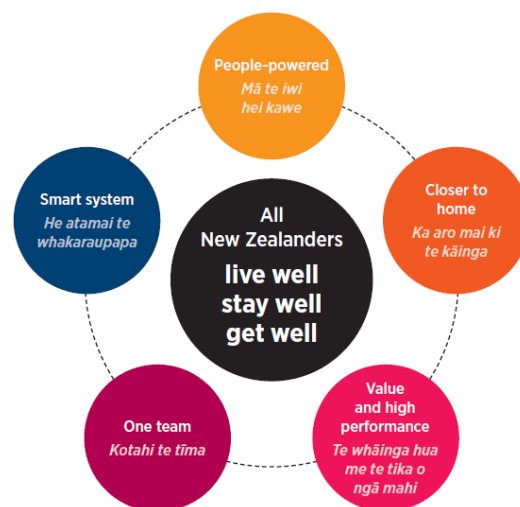 People-powered
Mā te iwi
hei kawe
Closer to
home
Ka aro mai ki
te kāinga
Value
and high
performance
Te whāinga hua
me te tika o
ngā mahi
One team
Kotahi te tīma
Smart system
He atamai te
whakaraupapa
All
New Zealanders
live well
stay well
get well